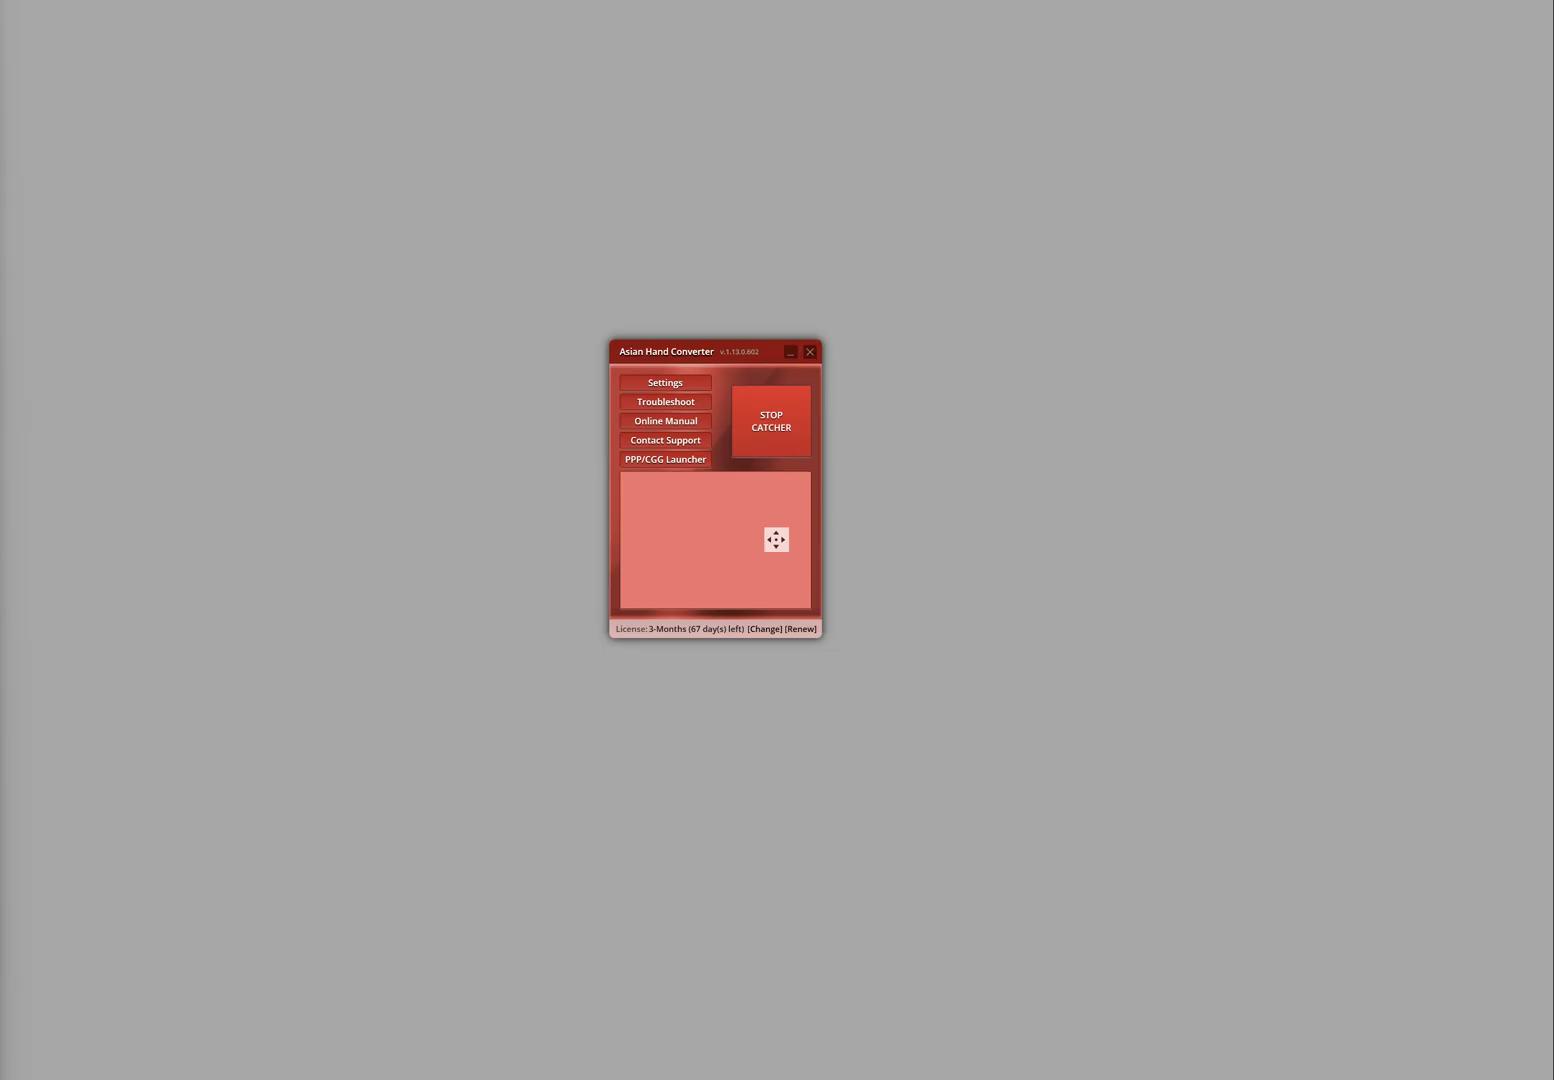 Asian Hand Converter v.1.13.0.602
Settings
Troubleshoot
Online Manual
Contact Support
PPP/CGG Launcher
STOP
CATCHER
License: 3-Months (67 day(s) left) [Change] [Renew]